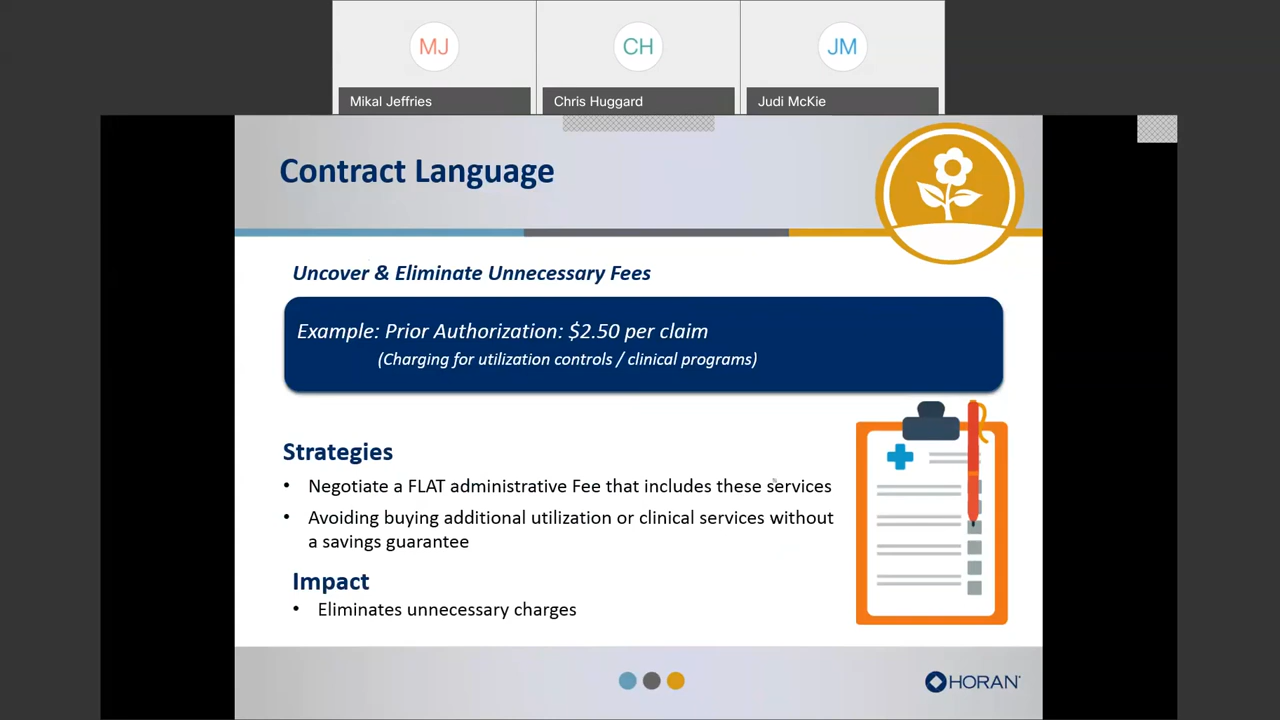 MJ
CH
JM
Mikal Jeffries
Chris Huggard
Judi McKie
Contract Language
Uncover & Eliminate Unnecessary Fees
Example: Prior Authorization: $2.50 per claim
(Charging for utilization controls / clinical programs)
Strategies
• Negotiate a FLAT administrative Fee that includes these services
• Avoiding buying additional utilization or clinical services without
a savings guarantee
Impact
• Eliminates unnecessary charges
HORAN